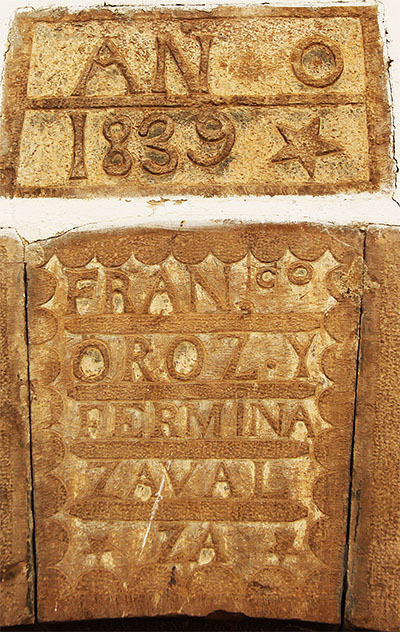 AÑO
1839
FRANCO
OROZ. Y
FERMINA
ZAVAL
ZA